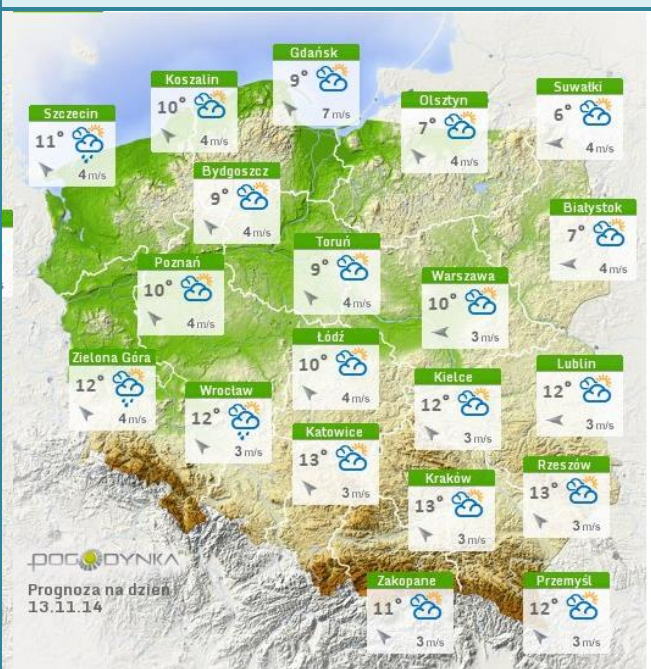 Gdańsk
9°
7 m/s
Koszalin
10°
4 m/s
Olsztyn
7°
4 m/s
Suwałki
6°
4 m/s
Szczecin
11°
4 m/s
Bydgoszcz
9°
4 m/s
Białystok
7°
4 m/s
Toruń
9°
4 m/s
Poznań
10°
4 m/s
Warszawa
10°
3 m/s
Łódź
10°
4 m/s
Zielona Góra
12°
4 m/s
Wrocław
12°
3 m/s
Kielce
12°
3 m/s
Lublin
12°
3 m/s
Katowice
13°
3 m/s
Kraków
13°
3 m/s
Rzeszów
13°
3 m/s
POGODYNKA
Prognoza na dzień
13.11.14
Zakopane
11°
3 m/s
Przemyśl
12°
3 m/s